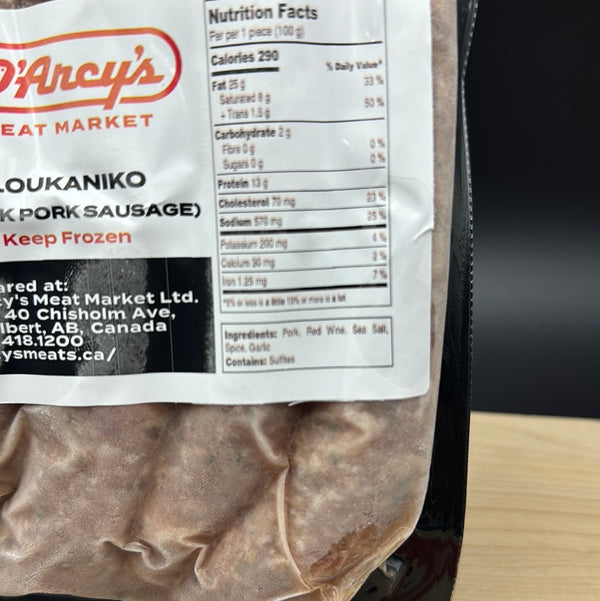 D'Arcy's
EAT MARKET
LOUKANIKO
K PORK SAUSAGE)
Keep Frozen
ared at:
cy's Meat Market Ltd.
40 Chisholm Ave,
lbert, AB, Canada
418.1200
ysmeats.ca/
Nutrition Facts
Per per 1 piece (100 g)
Calories 290
% Daily Value*
Fat 25 g 33 %
Saturated 8 g
+ Trans 1.5 g 50 %
Carbohydrate 2 g
Fibre 0 g 0 %
Sugars 0 g 0 %
Protein 13 g
Cholesterol 70 mg 23 %
Sodium 570 mg 25 %
Potassium 200 mg 4 %
Calcium 30 mg 2 %
Iron 1.25 mg 7 %
*5% or less is a little 15% or more is a lot
Ingredients: Pork, Red Wine, Sea Salt,
Spice, Garlic
Contains: Sulfites